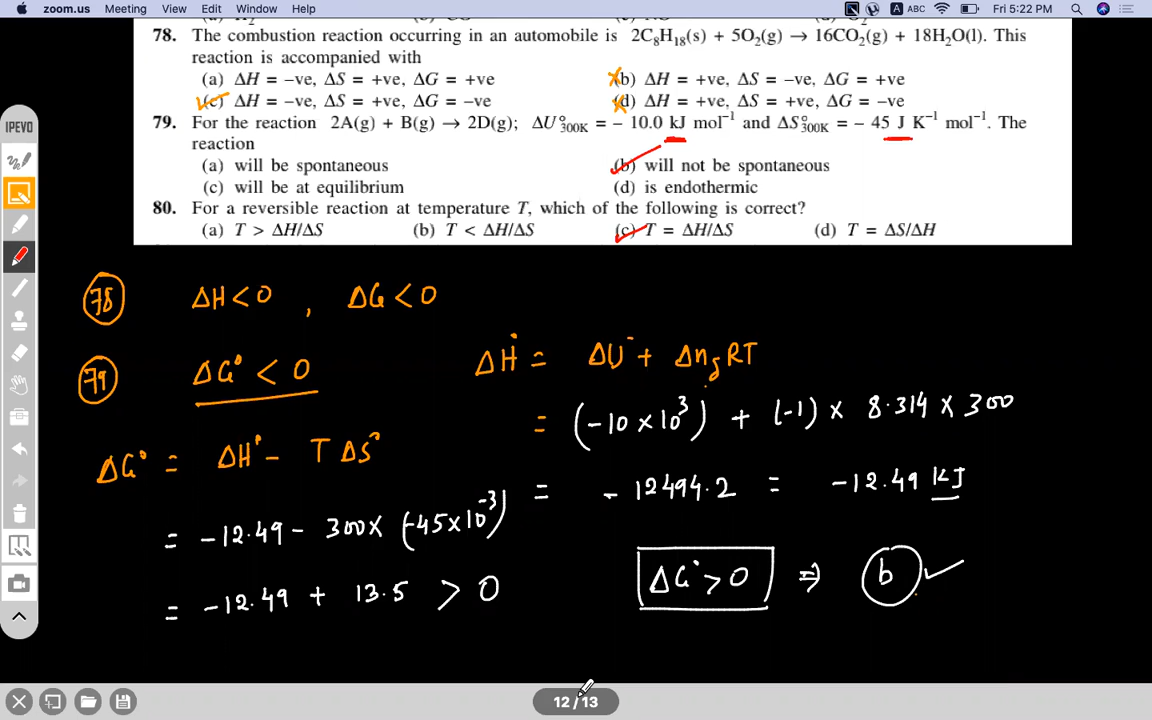 zoom.us Meeting View Edit Window Help A ABC Fri 5:22 PM
78. The combustion reaction occurring in an automobile is 2C₈H₁₈(s) + 5O₂(g) → 16CO₂(g) + 18H₂O(l). This
reaction is accompanied with
(a) ΔH = –ve, ΔS = +ve, ΔG = +ve (b) ΔH = +ve, ΔS = –ve, ΔG = +ve
(c) ΔH = –ve, ΔS = +ve, ΔG = –ve (d) ΔH = +ve, ΔS = +ve, ΔG = –ve
79. For the reaction 2A(g) + B(g) → 2D(g); ΔU°₃₀₀K = – 10.0 kJ mol⁻¹ and ΔS°₃₀₀K = – 45 J K⁻¹ mol⁻¹. The
reaction
(a) will be spontaneous (b) will not be spontaneous
(c) will be at equilibrium (d) is endothermic
80. For a reversible reaction at temperature T, which of the following is correct?
(a) T > ΔH/ΔS (b) T < ΔH/ΔS (c) T = ΔH/ΔS (d) T = ΔS/ΔH
IPEVO
78 ΔH < 0 , ΔG < 0
79 ΔG° < 0
ΔG° = ΔH° – TΔS°
= –12.49 – 300 × (–45×10⁻³)
= –12.49 + 13.5 > 0
ΔH° = ΔU° + Δn_gRT
= (–10×10³) + (–1) × 8.314 × 300
= – 12494.2 = –12.49 KJ
ΔG° > 0 ⇒ b
12 / 13